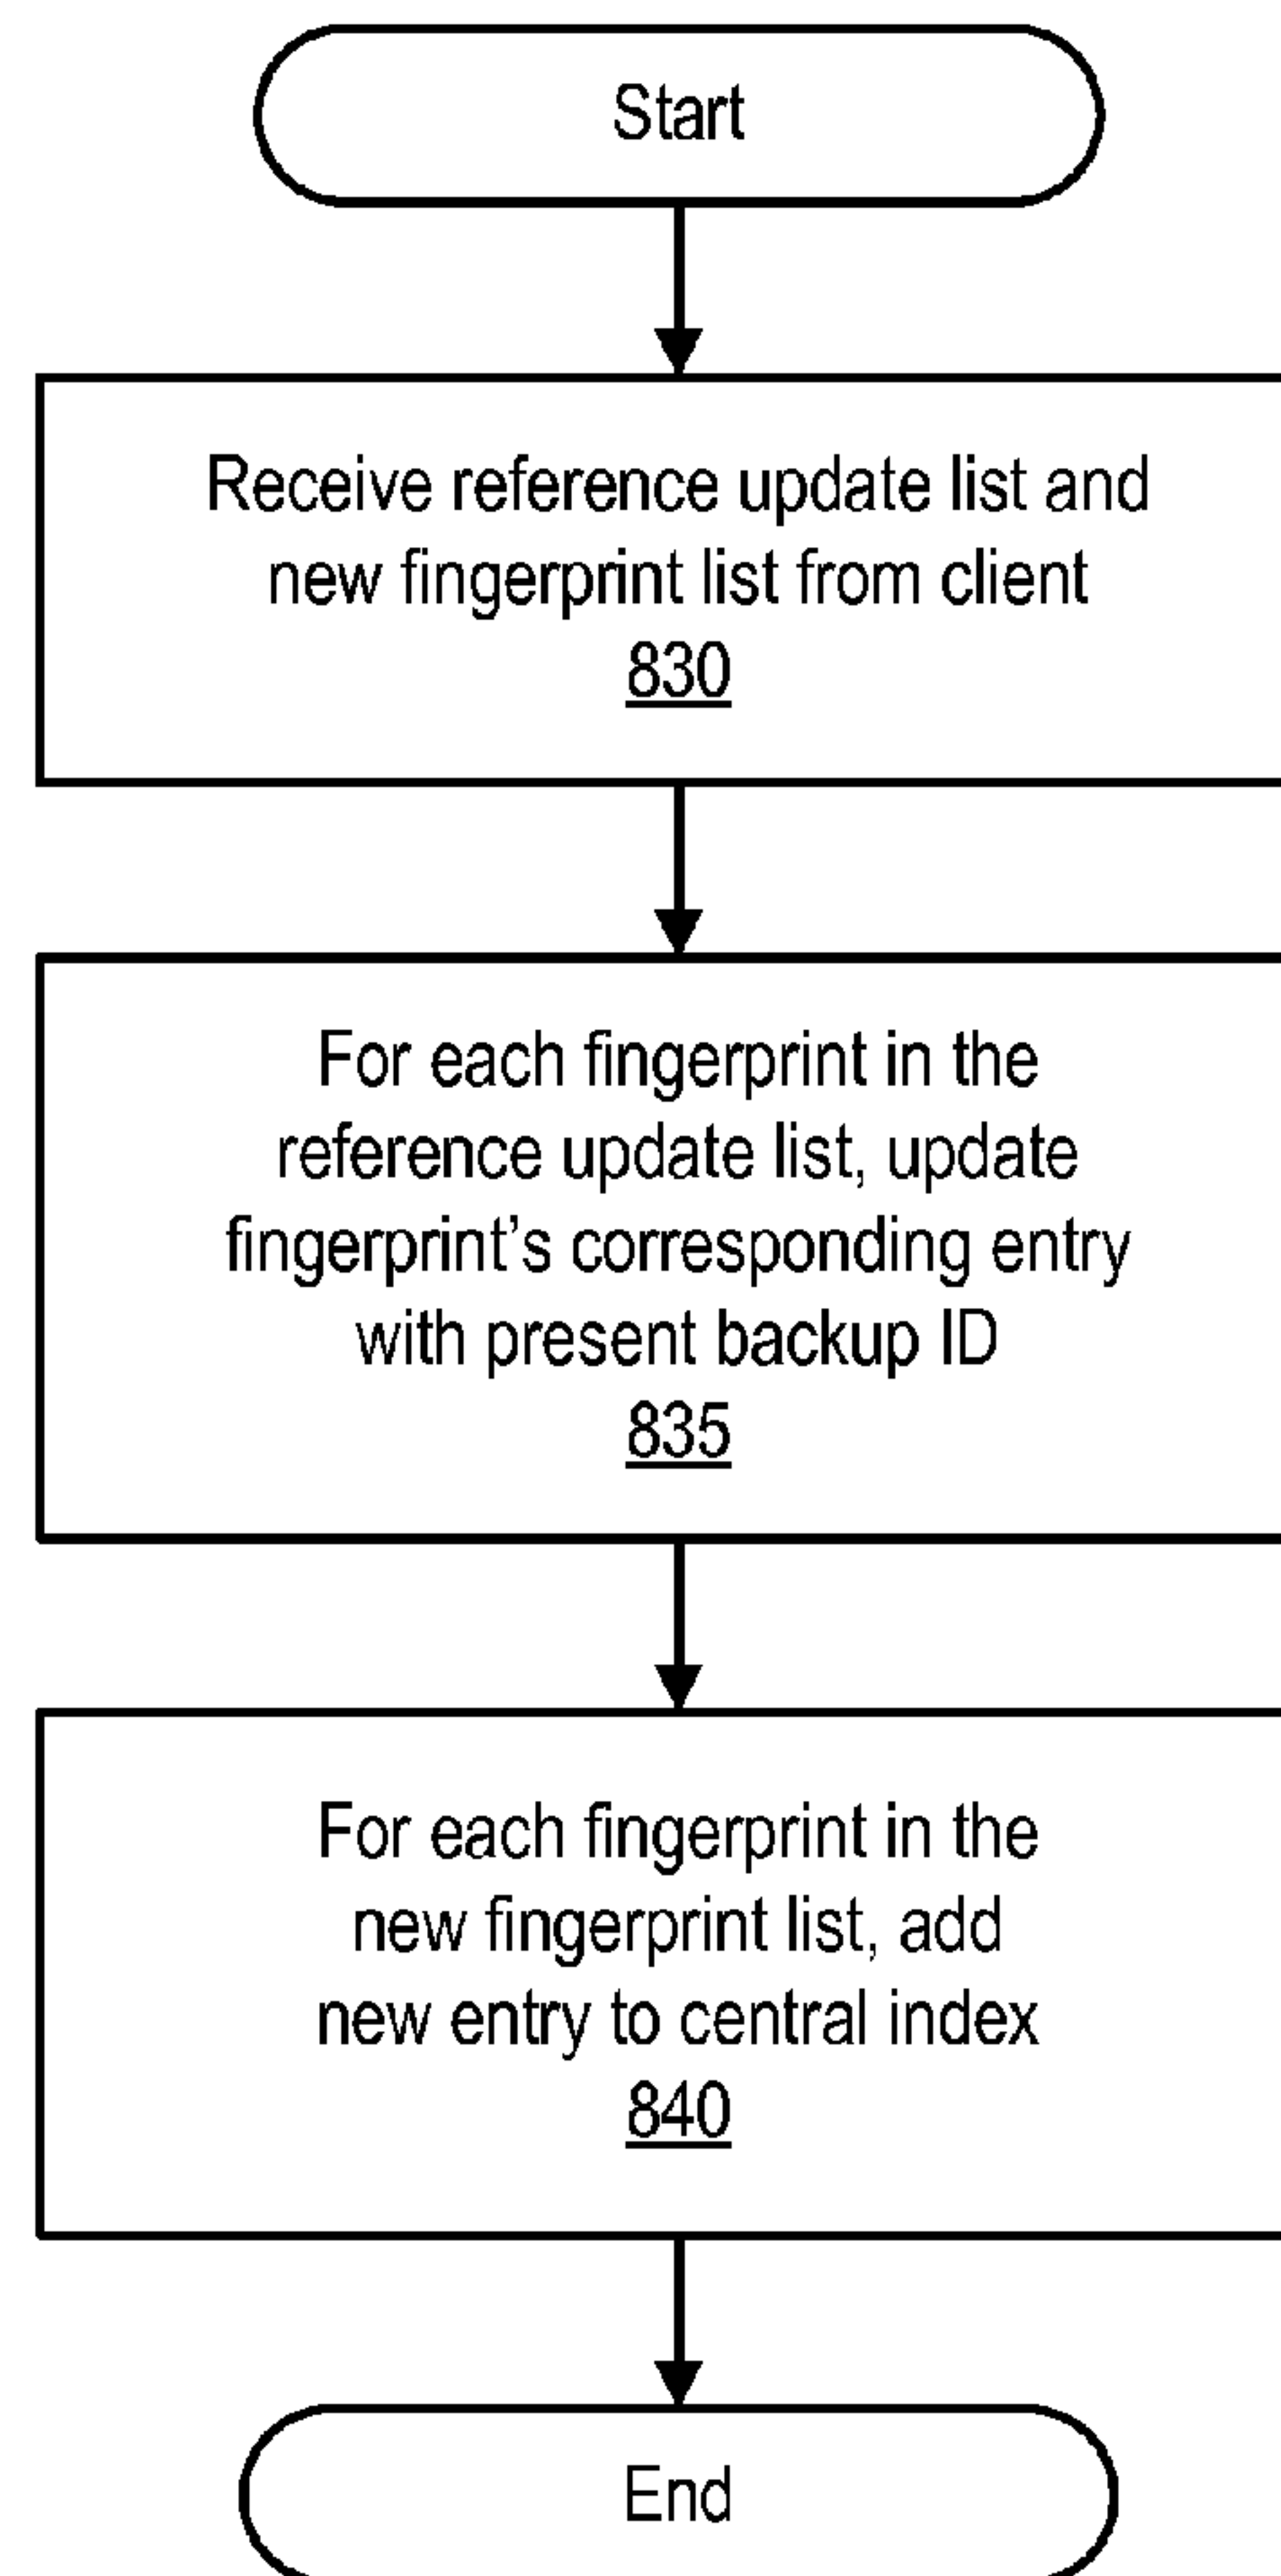 Start
Receive reference update list and
new fingerprint list from client
830
For each fingerprint in the
reference update list, update
fingerprint’s corresponding entry
with present backup ID
835
For each fingerprint in the
new fingerprint list, add
new entry to central index
840
End